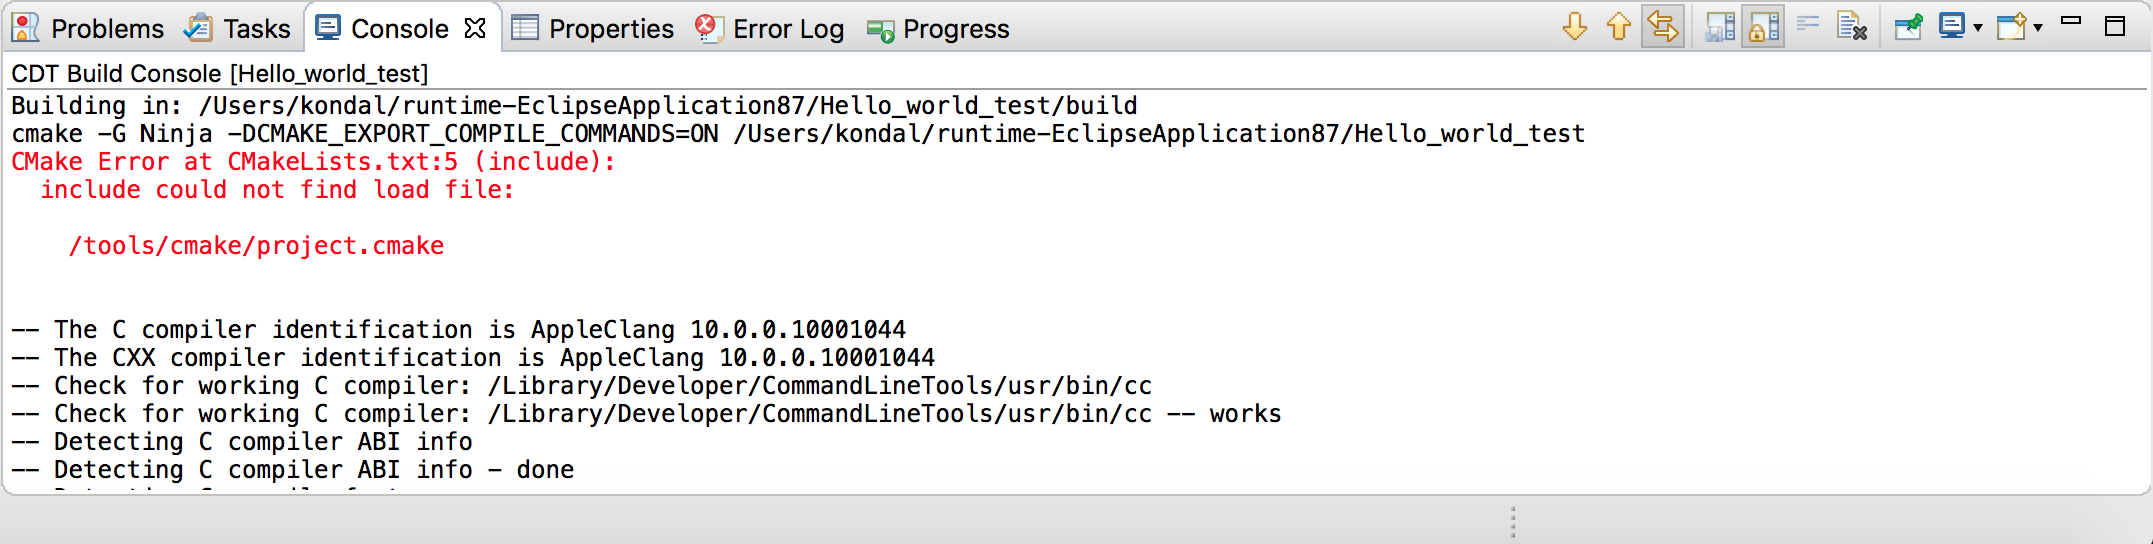 Problems Tasks Console Properties Error Log Progress
CDT Build Console [Hello_world_test]
Building in: /Users/kondal/runtime-EclipseApplication87/Hello_world_test/build
cmake -G Ninja -DCMAKE_EXPORT_COMPILE_COMMANDS=ON /Users/kondal/runtime-EclipseApplication87/Hello_world_test
CMake Error at CMakeLists.txt:5 (include):
  include could not find load file:
    /tools/cmake/project.cmake
-- The C compiler identification is AppleClang 10.0.0.10001044
-- The CXX compiler identification is AppleClang 10.0.0.10001044
-- Check for working C compiler: /Library/Developer/CommandLineTools/usr/bin/cc
-- Check for working C compiler: /Library/Developer/CommandLineTools/usr/bin/cc -- works
-- Detecting C compiler ABI info
-- Detecting C compiler ABI info - done